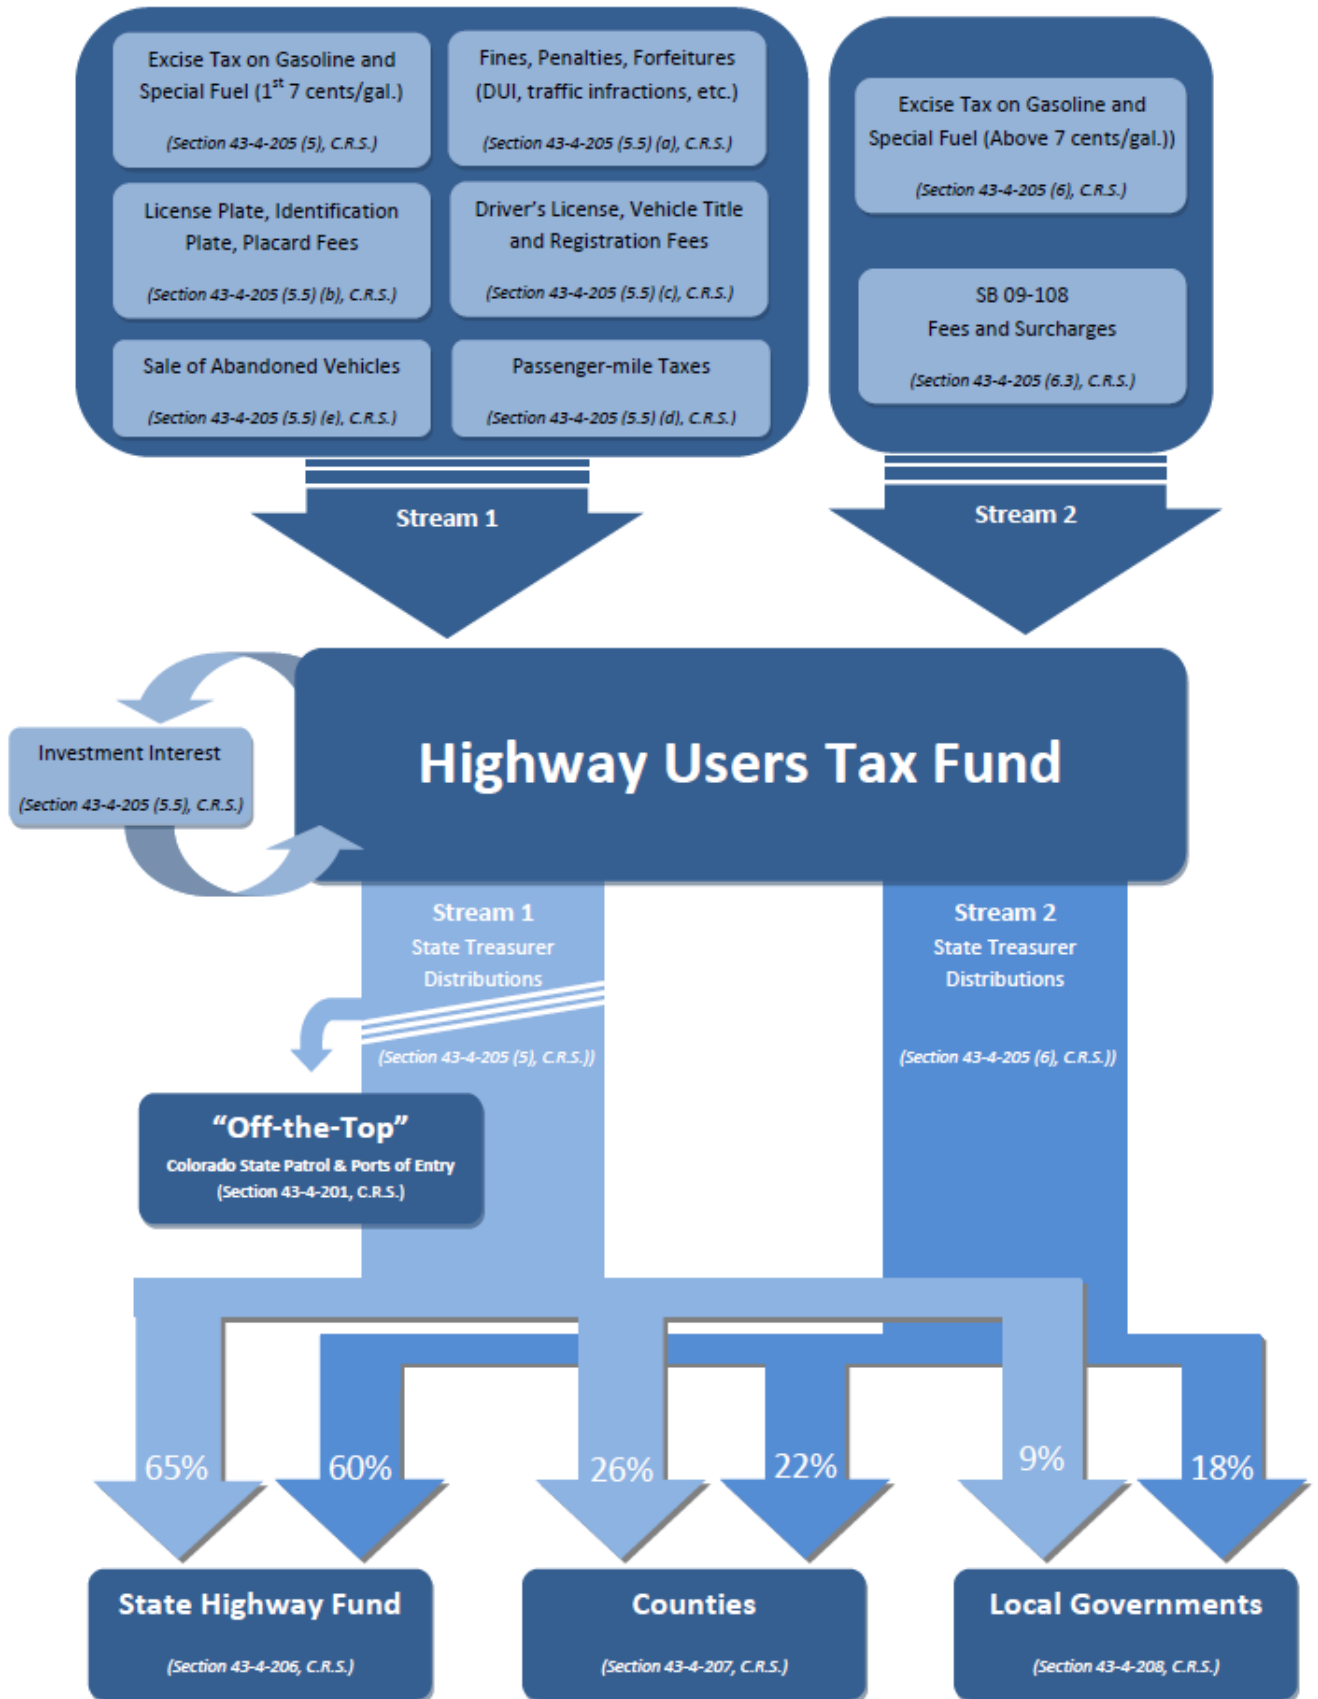 Excise Tax on Gasoline and
Special Fuel (1st 7 cents/gal.)
(Section 43-4-205 (5), C.R.S.)
Fines, Penalties, Forfeitures
(DUI, traffic infractions, etc.)
(Section 43-4-205 (5.5) (a), C.R.S.)
License Plate, Identification
Plate, Placard Fees
(Section 43-4-205 (5.5) (b), C.R.S.)
Driver's License, Vehicle Title
and Registration Fees
(Section 43-4-205 (5.5) (c), C.R.S.)
Sale of Abandoned Vehicles
(Section 43-4-205 (5.5) (e), C.R.S.)
Passenger-mile Taxes
(Section 43-4-205 (5.5) (d), C.R.S.)
Excise Tax on Gasoline and
Special Fuel (Above 7 cents/gal.))
(Section 43-4-205 (6), C.R.S.)
SB 09-108
Fees and Surcharges
(Section 43-4-205 (6.3), C.R.S.)
Stream 1
Stream 2
Investment Interest
(Section 43-4-205 (5.5), C.R.S.)
Highway Users Tax Fund
Stream 1
State Treasurer
Distributions
(Section 43-4-205 (5), C.R.S.))
Stream 2
State Treasurer
Distributions
(Section 43-4-205 (6), C.R.S.))
"Off-the-Top"
Colorado State Patrol & Ports of Entry
(Section 43-4-201, C.R.S.)
65%
60%
26%
22%
9%
18%
State Highway Fund
(Section 43-4-206, C.R.S.)
Counties
(Section 43-4-207, C.R.S.)
Local Governments
(Section 43-4-208, C.R.S.)